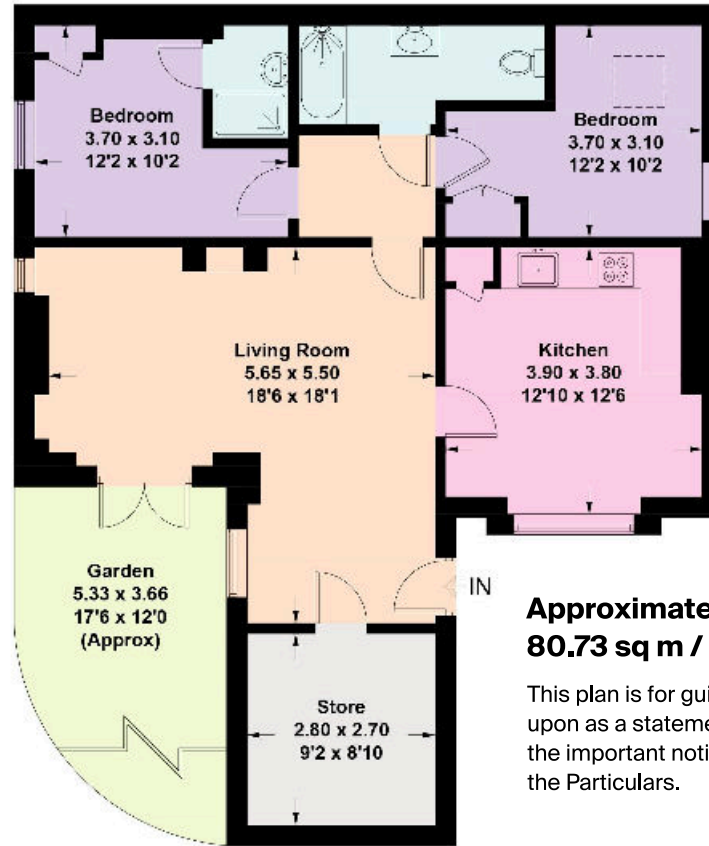 Bedroom
3.70 x 3.10
12'2 x 10'2
Bedroom
3.70 x 3.10
12'2 x 10'2
Living Room
5.65 x 5.50
18'6 x 18'1
Kitchen
3.90 x 3.80
12'10 x 12'6
Garden
5.33 x 3.66
17'6 x 12'0
(Approx)
IN
Store
2.80 x 2.70
9'2 x 8'10
Approximate
80.73 sq m /
This plan is for gui
upon as a stateme
the important noti
the Particulars.